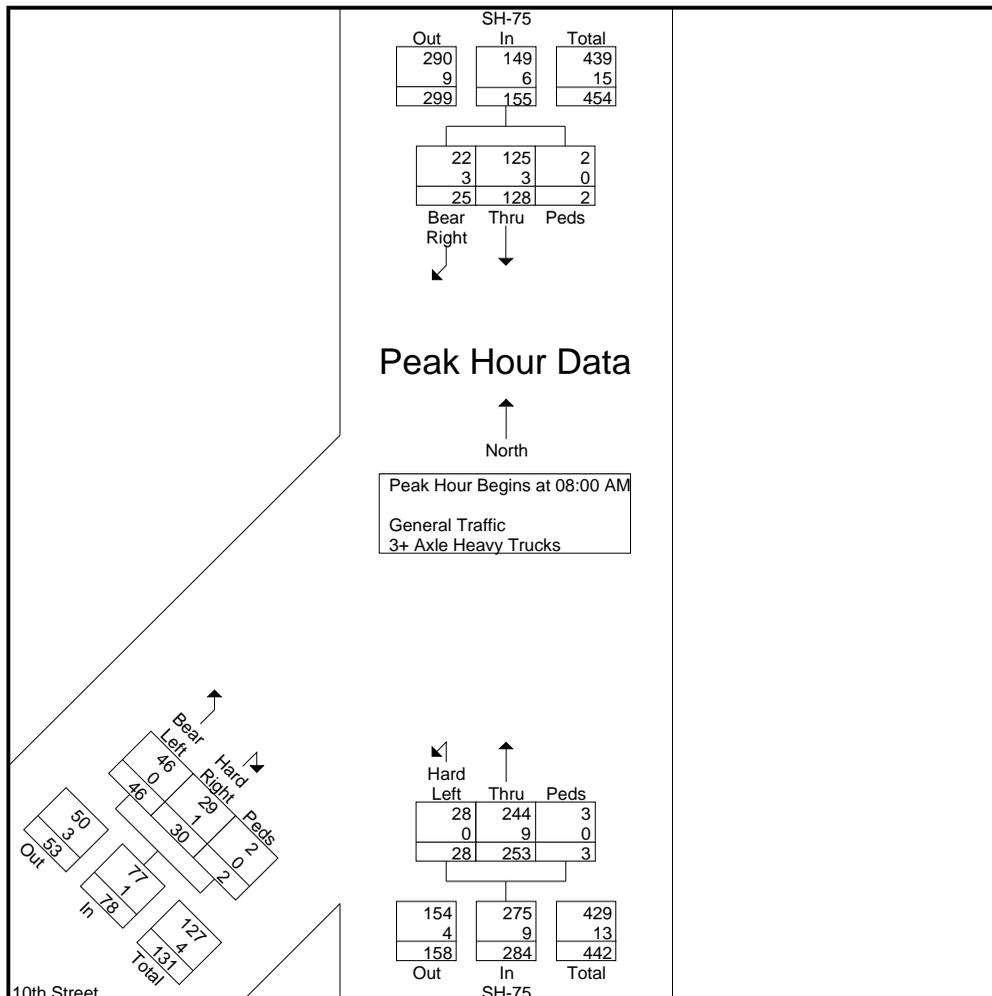 SH-75
Out In Total
290 149 439
9 6 15
299 155 454
22 125 2
3 3 0
25 128 2
Bear Thru Peds
Right
Peak Hour Data
North
Peak Hour Begins at 08:00 AM
General Traffic
3+ Axle Heavy Trucks
Bear
Left
Hard
Right
Peds
46 29 2
0 1 0
46 30 2
50
3
53
Out
77
1
78
In
127
4
131
Total
10th Street
Hard
Left Thru Peds
28 244 3
0 9 0
28 253 3
154 275 429
4 9 13
158 284 442
Out In Total
SH-75